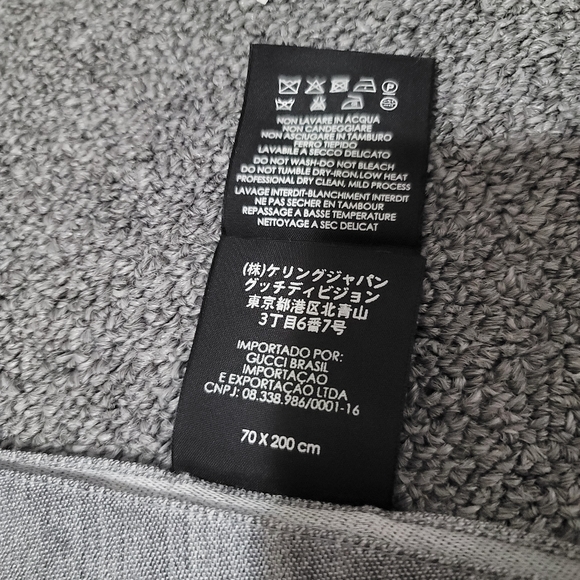 P
NON LAVARE IN ACQUA
NON CANDEGGIARE
NON ASCIUGARE IN TAMBURO
FERRO TIEPIDO
LAVABILE A SECCO DELICATO
DO NOT WASH-DO NOT BLEACH
DO NOT TUMBLE DRY-IRON,LOW HEAT
PROFESSIONAL DRY CLEAN, MILD PROCESS
LAVAGE INTERDIT-BLANCHIMENT INTERDIT
NE PAS SECHER EN TAMBOUR
REPASSAGE A BASSE TEMPERATURE
NETTOYAGE A SEC DELICAT
(株)ケリングジャパン
グッチディビジョン
東京都港区北青山
3丁目6番7号
IMPORTADO POR:
GUCCI BRASIL
IMPORTAÇAO
E EXPORTAÇÃO LTDA
CNPJ: 08.338.986/0001-16
70 X 200 cm